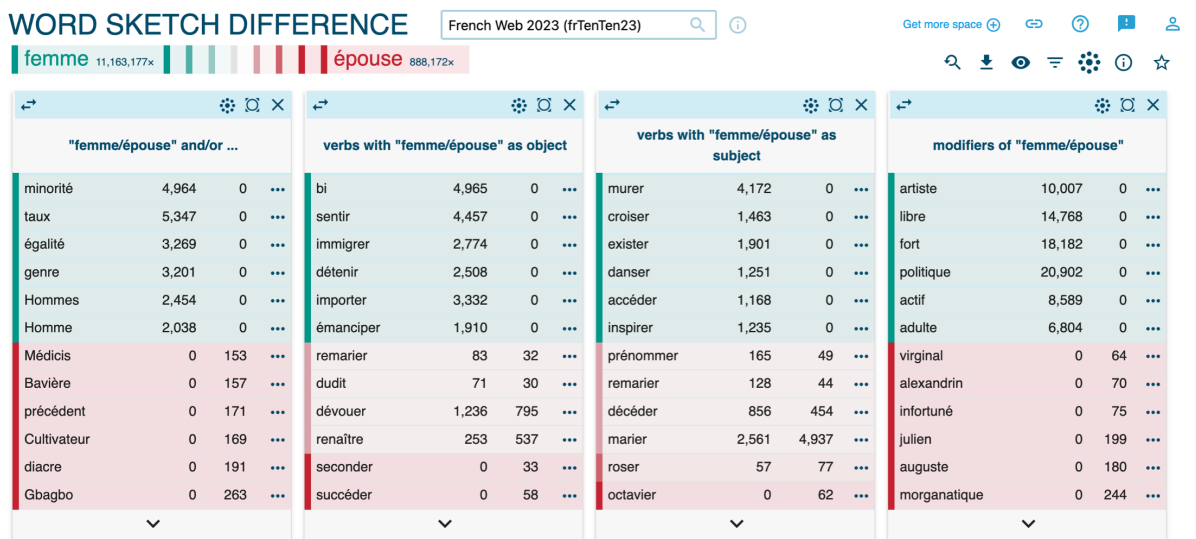 WORD SKETCH DIFFERENCE
French Web 2023 (frTenTen23)
Get more space
femme 11,163,177×
épouse 888,172×
"femme/épouse" and/or ...
minorité 4,964 0
taux 5,347 0
égalité 3,269 0
genre 3,201 0
Hommes 2,454 0
Homme 2,038 0
Médicis 0 153
Bavière 0 157
précédent 0 171
Cultivateur 0 169
diacre 0 191
Gbagbo 0 263
verbs with "femme/épouse" as object
bi 4,965 0
sentir 4,457 0
immigrer 2,774 0
détenir 2,508 0
importer 3,332 0
émanciper 1,910 0
remarier 83 32
dudit 71 30
dévouer 1,236 795
renaître 253 537
seconder 0 33
succéder 0 58
verbs with "femme/épouse" as
subject
murer 4,172 0
croiser 1,463 0
exister 1,901 0
danser 1,251 0
accéder 1,168 0
inspirer 1,235 0
prénommer 165 49
remarier 128 44
décéder 856 454
marier 2,561 4,937
roser 57 77
octavier 0 62
modifiers of "femme/épouse"
artiste 10,007 0
libre 14,768 0
fort 18,182 0
politique 20,902 0
actif 8,589 0
adulte 6,804 0
virginal 0 64
alexandrin 0 70
infortuné 0 75
julien 0 199
auguste 0 180
morganatique 0 244